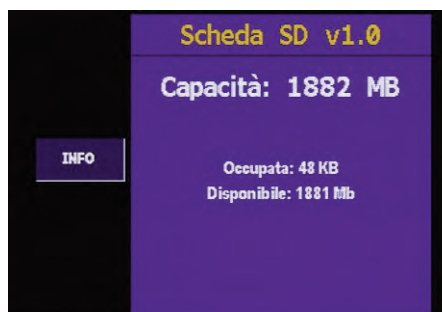 Scheda SD v1.0
Capacità: 1882 MB
INFO
Occupata: 48 KB
Disponibile: 1881 Mb